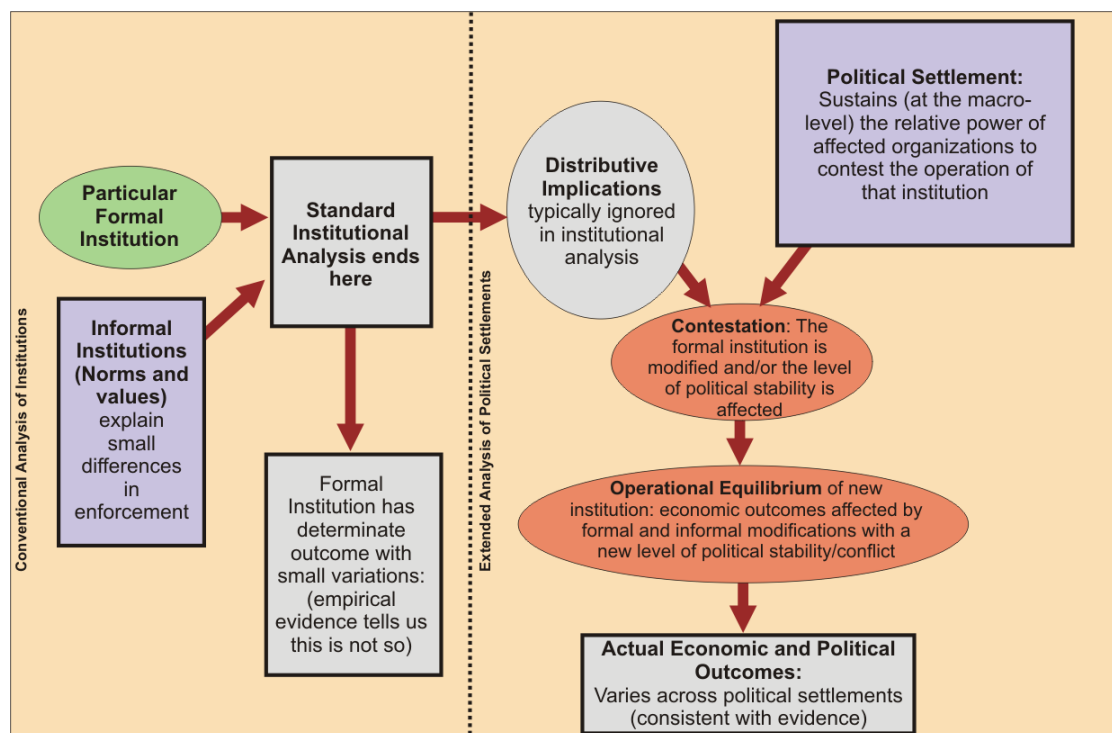 Conventional Analysis of Institutions
Particular
Formal
Institution
Informal
Institutions
(Norms and
values)
explain
small
differences
in
enforcement
Standard
Institutional
Analysis ends
here
Formal
Institution has
determinate
outcome with
small variations:
(empirical
evidence tells us
this is not so)
Extended Analysis of Political Settlements
Distributive
Implications
typically ignored
in institutional
analysis
Political Settlement:
Sustains (at the macro-
level) the relative power of
affected organizations to
contest the operation of
that institution
Contestation: The
formal institution is
modified and/or the level
of political stability is
affected
Operational Equilibrium of new
institution: economic outcomes affected by
formal and informal modifications with a
new level of political stability/conflict
Actual Economic and Political
Outcomes:
Varies across political settlements
(consistent with evidence)